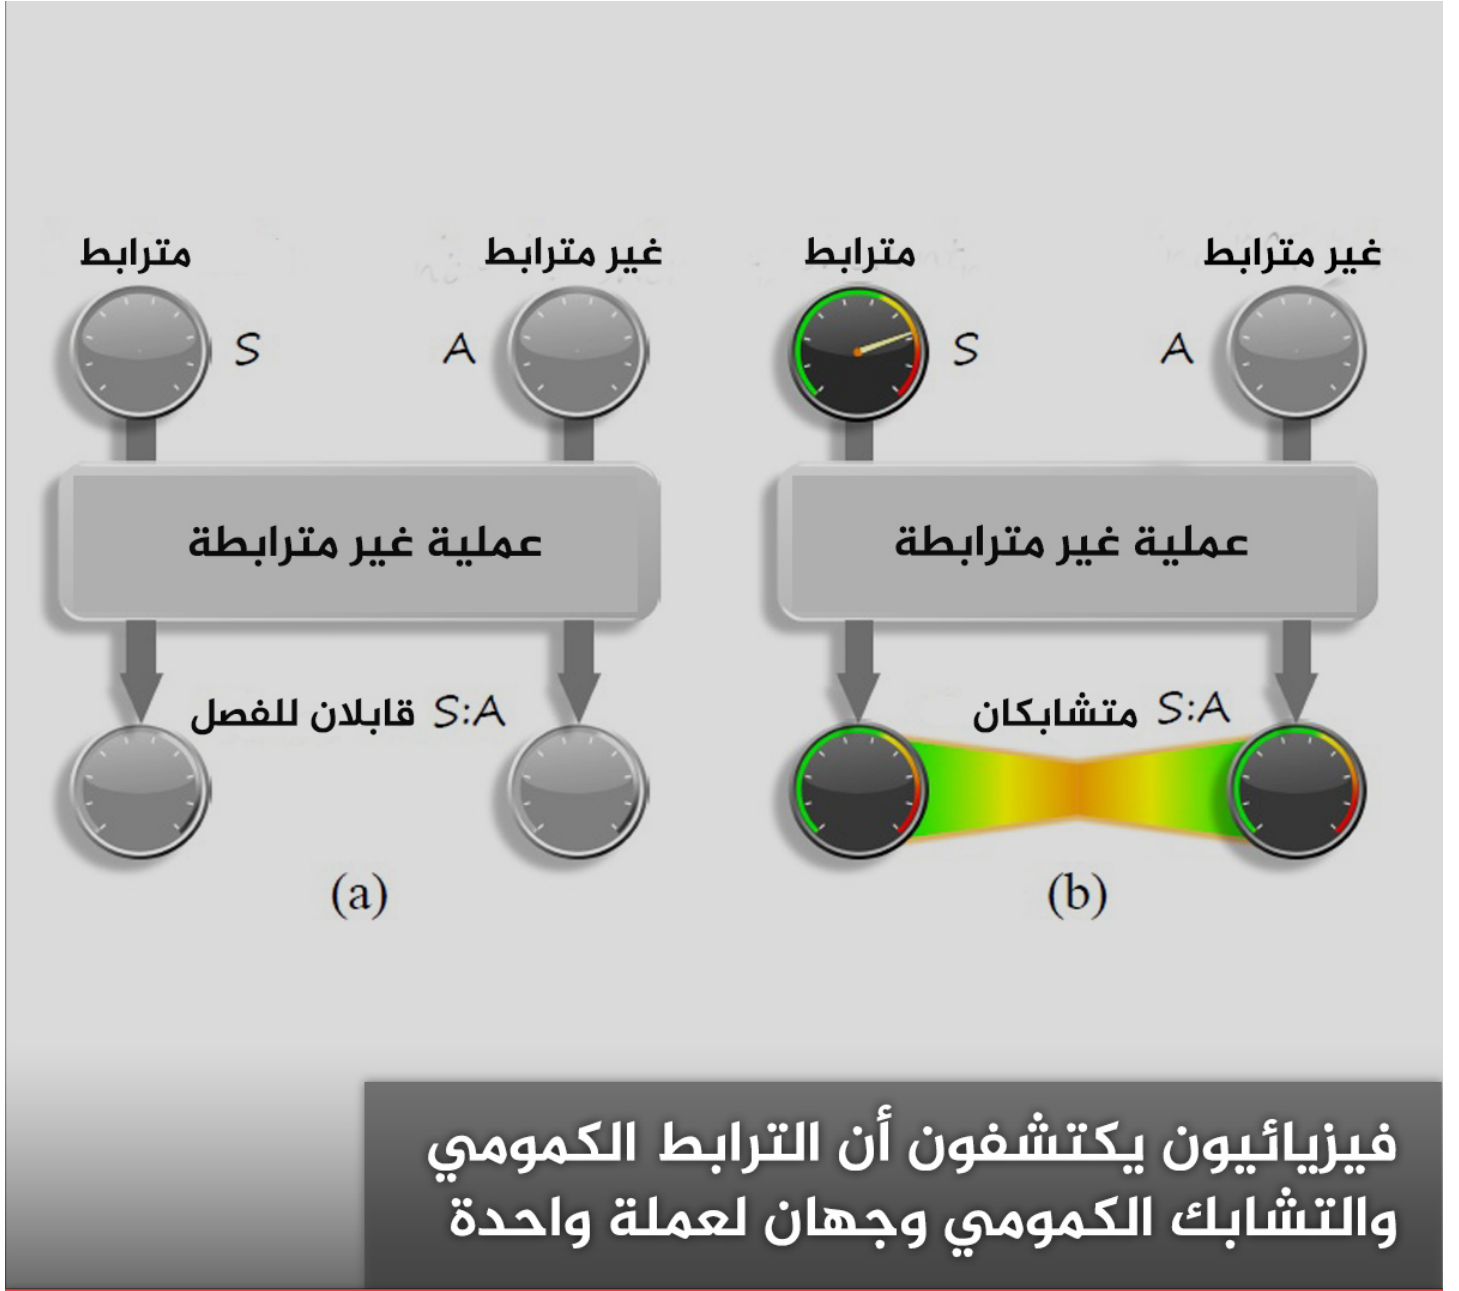 مترابط
غير مترابط
S
A
عملية غير مترابطة
S:A قابلان للفصل
(a)
مترابط
غير مترابط
S
A
عملية غير مترابطة
S:A متشابكان
(b)
فيزيائيون يكتشفون أن الترابط الكمومي
والتشابك الكمومي وجهان لعملة واحدة